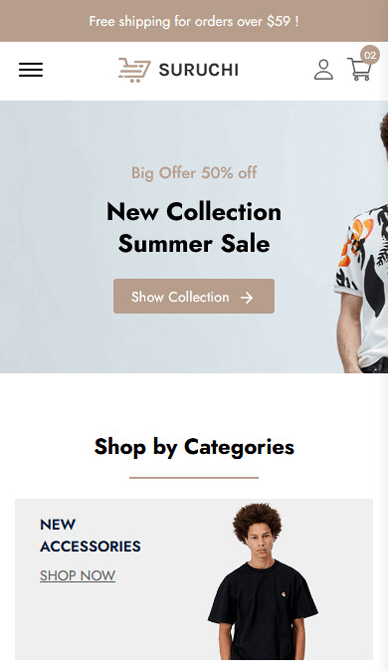 Free shipping for orders over $59 !
SURUCHI
02
Big Offer 50% off
New Collection
Summer Sale
Show Collection
Shop by Categories
NEW
ACCESSORIES
SHOP NOW